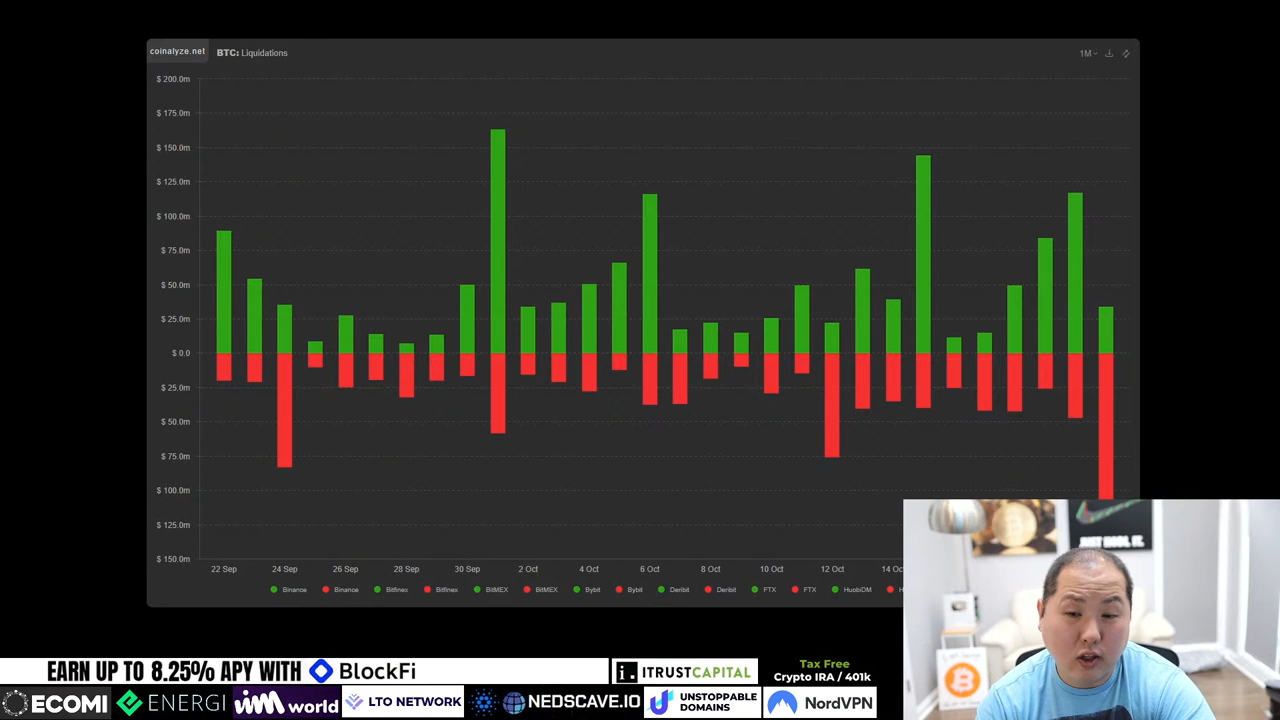 coinalyze.net
BTC: Liquidations
1M
$ 200.0m
$ 175.0m
$ 150.0m
$ 125.0m
$ 100.0m
$ 75.0m
$ 50.0m
$ 25.0m
$ 0.0
$ 25.0m
$ 50.0m
$ 75.0m
$ 100.0m
$ 125.0m
$ 150.0m
22 Sep 24 Sep 26 Sep 28 Sep 30 Sep 2 Oct 4 Oct 6 Oct 8 Oct 10 Oct 12 Oct 14 Oc
Binance Binance Bitfinex Bitfinex BitMEX BitMEX Bybit Bybit Deribit Deribit FTX FTX HuobiDM H
JUST HODL IT.
EARN UP TO 8.25% APY WITH BlockFi
iTRUSTCAPITAL
Tax Free
Crypto IRA / 401k
ECOMI
ENERGI
world
LTO NETWORK
NEDSCAVE.IO
UNSTOPPABLE
DOMAINS
NordVPN